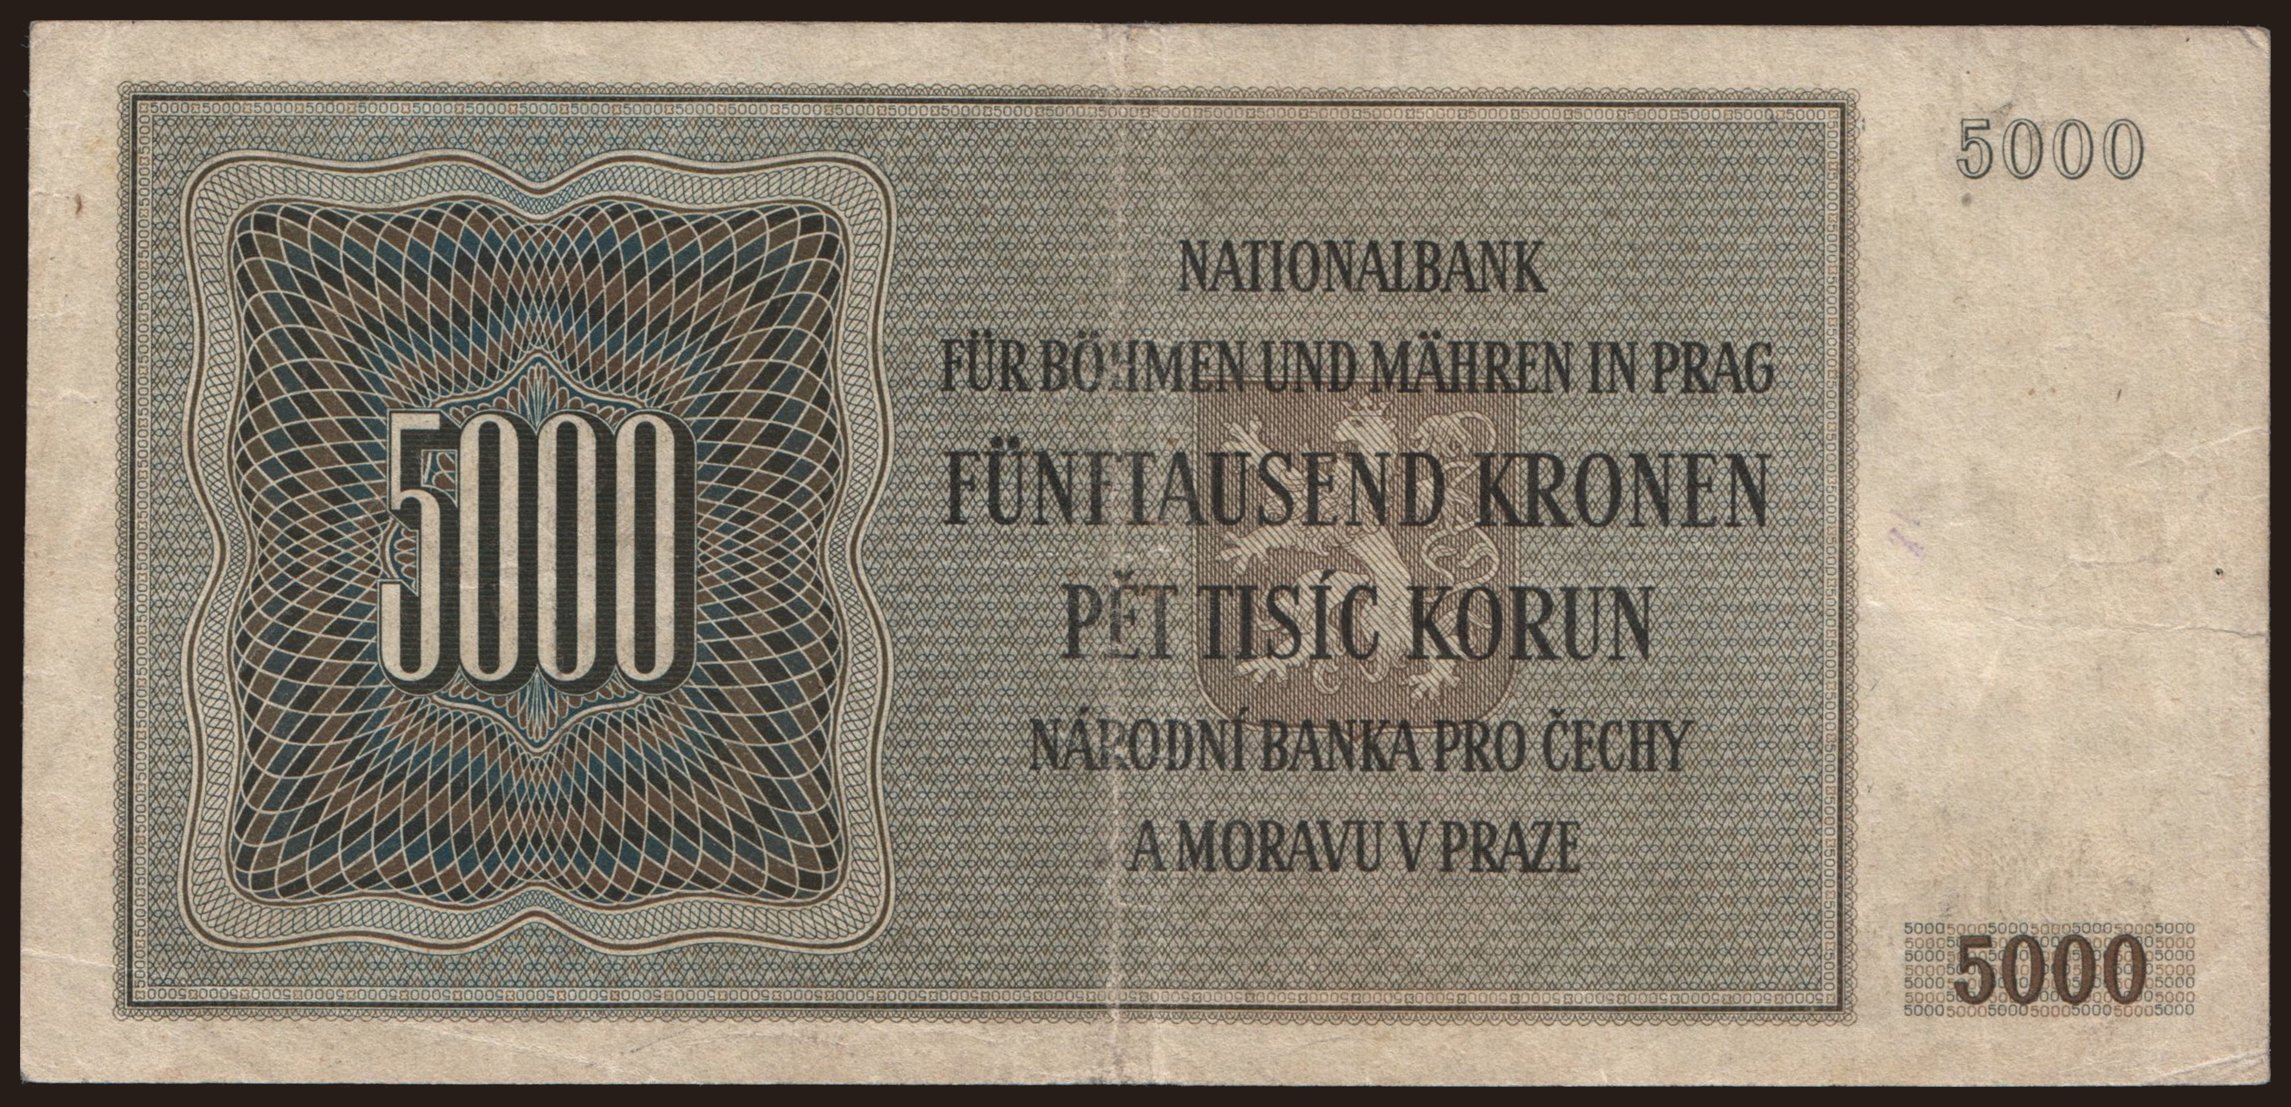 5000
NATIONALBANK
FÜR BÖHMEN UND MÄHREN IN PRAG
FÜNFTAUSEND KRONEN
5000
PĚT TISÍC KORUN
NÁRODNÍ BANKA PRO ČECHY
A MORAVU V PRAZE
5000